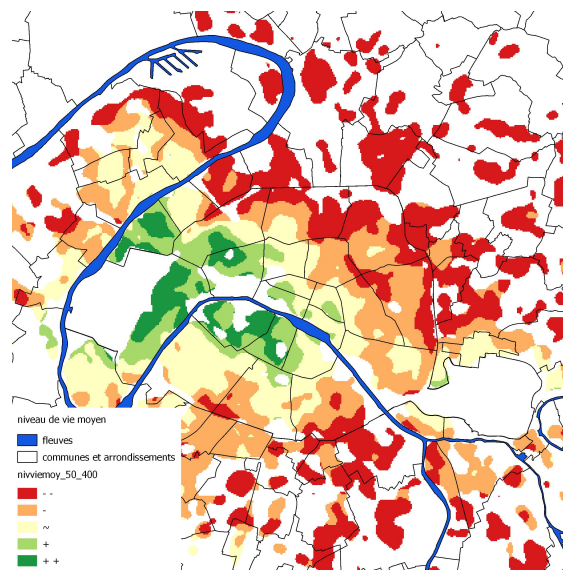 niveau de vie moyen
fleuves
communes et arrondissements
nivviemoy_50_400
- -
-
~
+
+ +